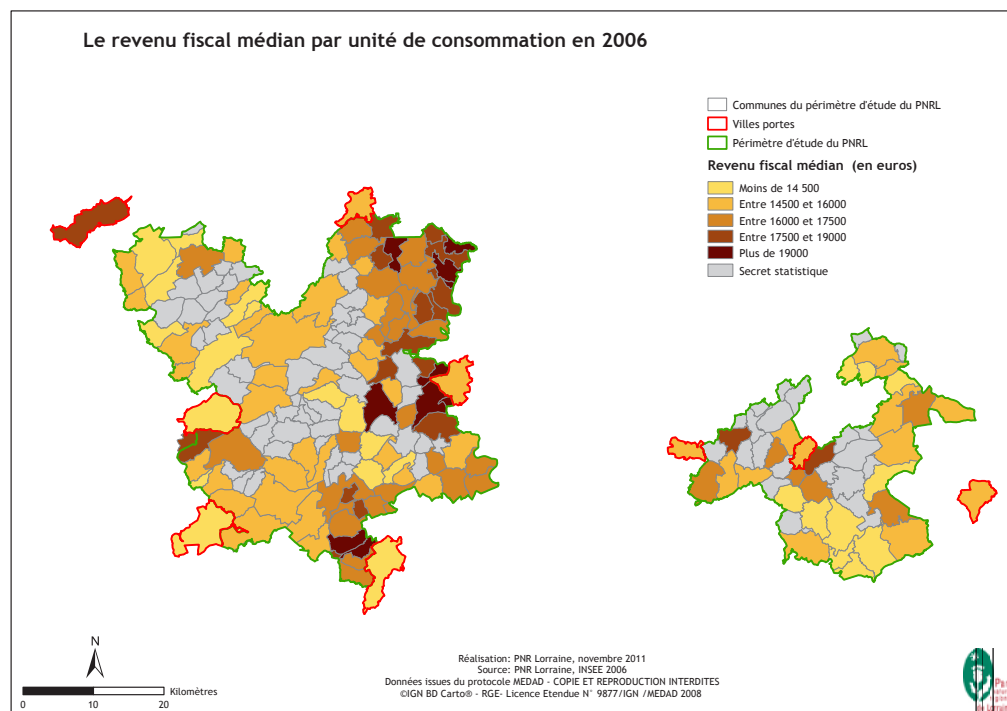 Le revenu fiscal médian par unité de consommation en 2006
Communes du périmètre d'étude du PNRL
Villes portes
Périmètre d'étude du PNRL
Revenu fiscal médian (en euros)
Moins de 14 500
Entre 14500 et 16000
Entre 16000 et 17500
Entre 17500 et 19000
Plus de 19000
Secret statistique
N
0 10 20 Kilomètres
Réalisation: PNR Lorraine, novembre 2011
Source: PNR Lorraine, INSEE 2006
Données issues du protocole MEDAD - COPIE ET REPRODUCTION INTERDITES
©IGN BD Carto® - RGE- Licence Etendue N° 9877/IGN /MEDAD 2008